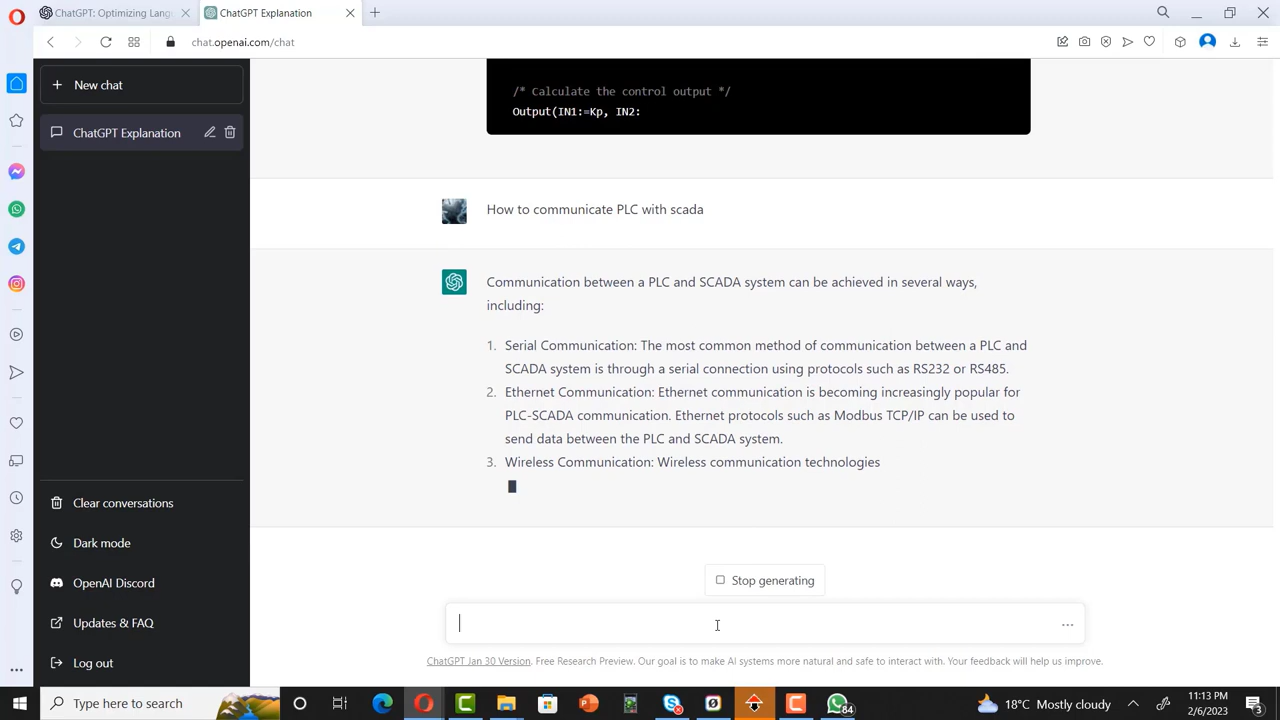 ChatGPT: Optimizing Lang
ChatGPT Explanation
chat.openai.com/chat
New chat
ChatGPT Explanation
Clear conversations
Dark mode
OpenAI Discord
Updates & FAQ
Log out
/* Calculate the control output */
Output(IN1:=Kp, IN2:
How to communicate PLC with scada
Communication between a PLC and SCADA system can be achieved in several ways,
including:
1. Serial Communication: The most common method of communication between a PLC and
SCADA system is through a serial connection using protocols such as RS232 or RS485.
2. Ethernet Communication: Ethernet communication is becoming increasingly popular for
PLC-SCADA communication. Ethernet protocols such as Modbus TCP/IP can be used to
send data between the PLC and SCADA system.
3. Wireless Communication: Wireless communication technologies
Stop generating
ChatGPT Jan 30 Version. Free Research Preview. Our goal is to make AI systems more natural and safe to interact with. Your feedback will help us improve.
Type here to search
84
18°C Mostly cloudy
11:13 PM
2/6/2023
3